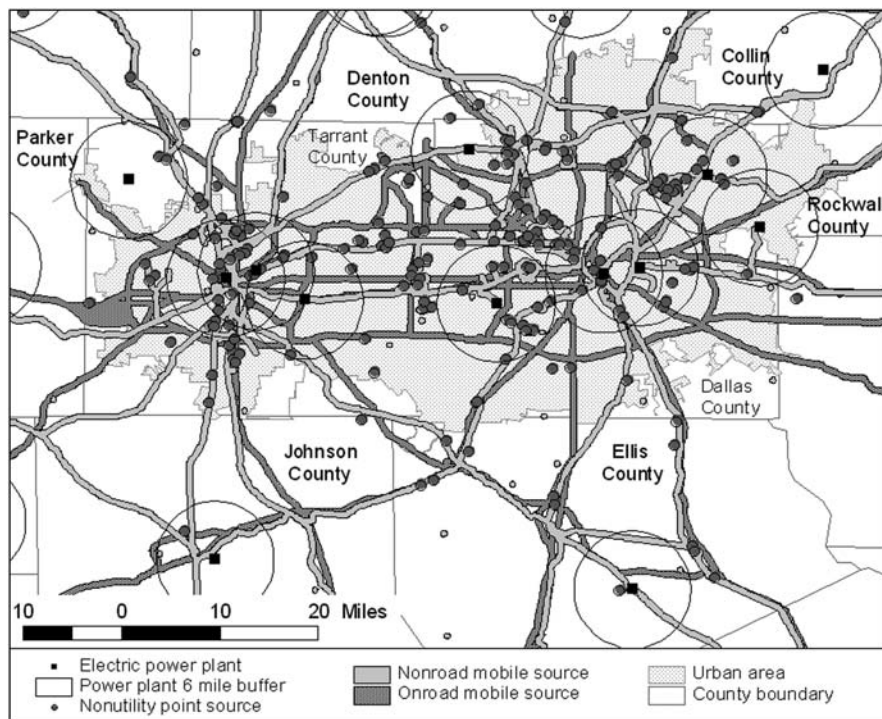 Denton
County
Collin
County
Parker
County
Tarrant
County
Rockwal
County
Dallas
County
Johnson
County
Ellis
County
10 0 10 20 Miles
Electric power plant
Power plant 6 mile buffer
Nonutility point source
Nonroad mobile source
Onroad mobile source
Urban area
County boundary